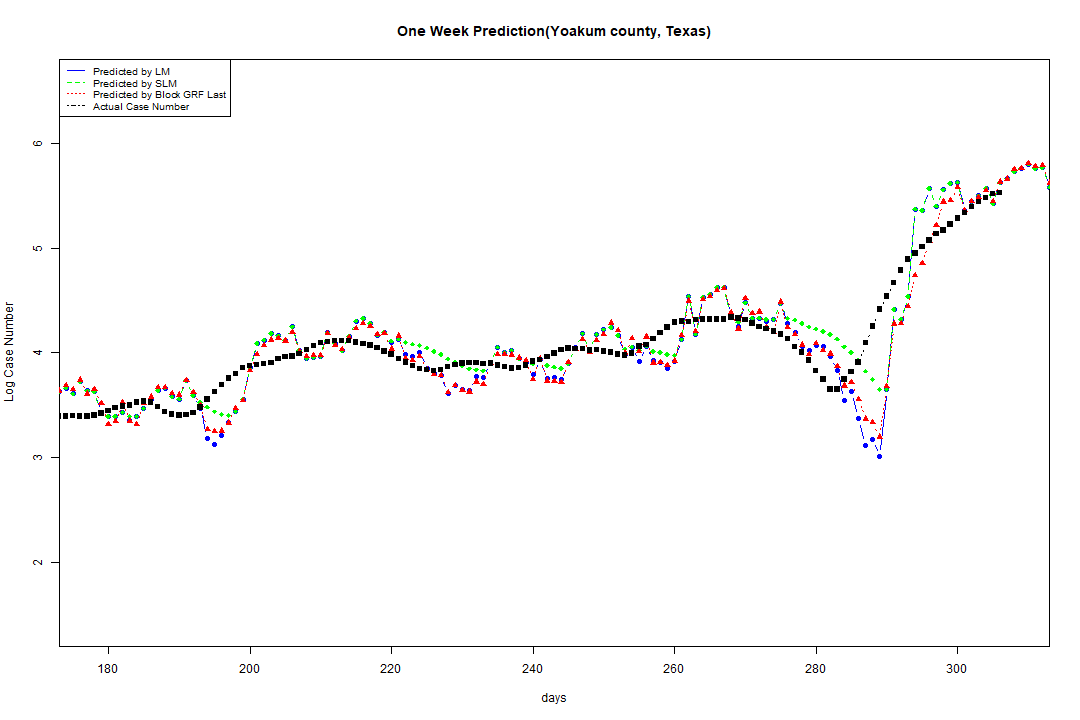 One Week Prediction(Yoakum county, Texas)
Predicted by LM
Predicted by SLM
Predicted by Block GRF Last
Actual Case Number
6
5
4
3
2
Log Case Number
180 200 220 240 260 280 300
days